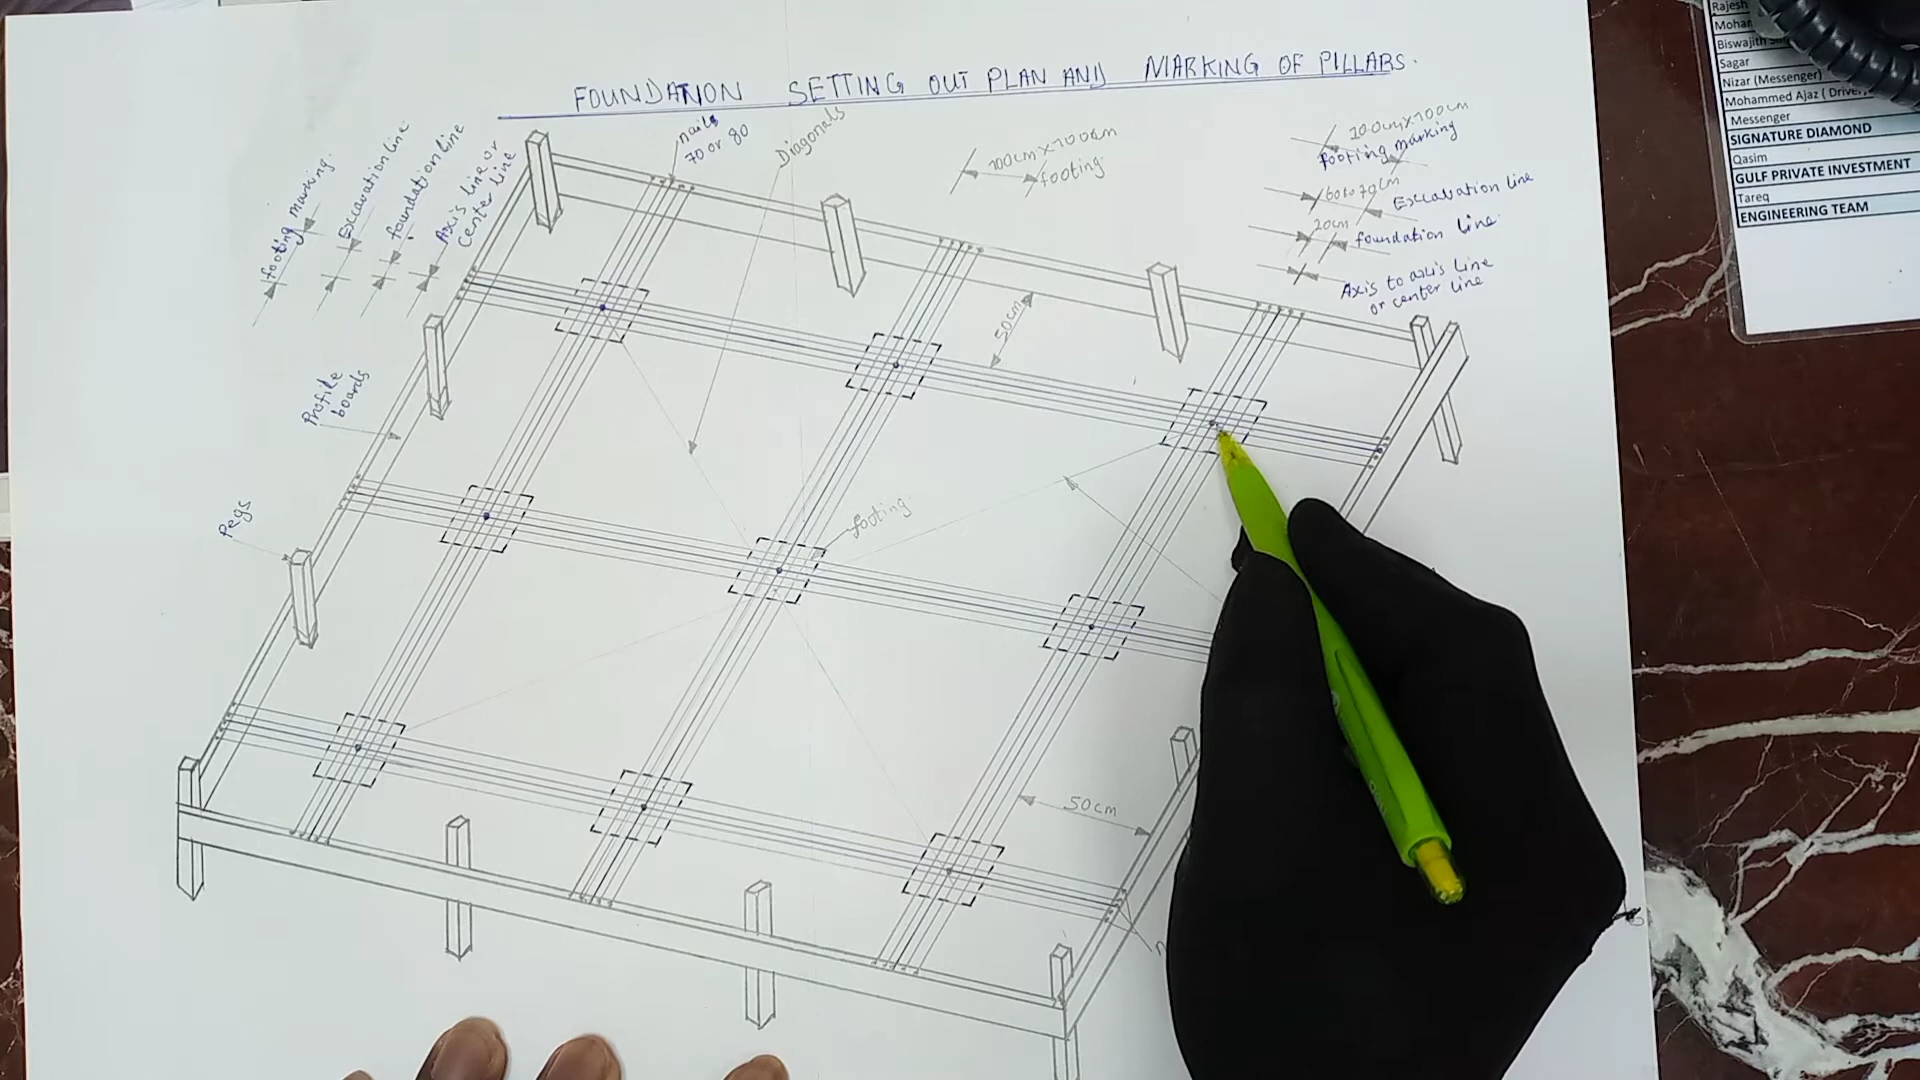 FOUNDATION SETTING OUT PLAN AND MARKING OF PILLARS.
footing marking.
Excavation line
foundation line
Axis line or
center line
nails
70 or 80
Diagonals
100cm x 100cm
footing
100cm x 100cm
footing marking
60 to 70cm
Excavation line
20cm
foundation line
Axis to axis line
or center line
50cm
Profile
boards
Pegs
footing
50cm
Rajesh
Mohan
Biswajith
Sagar
Nizar (Messenger)
Mohammed Ajaz ( Driver,
Messenger
SIGNATURE DIAMOND
Qasim
GULF PRIVATE INVESTMENT
Tareq
ENGINEERING TEAM